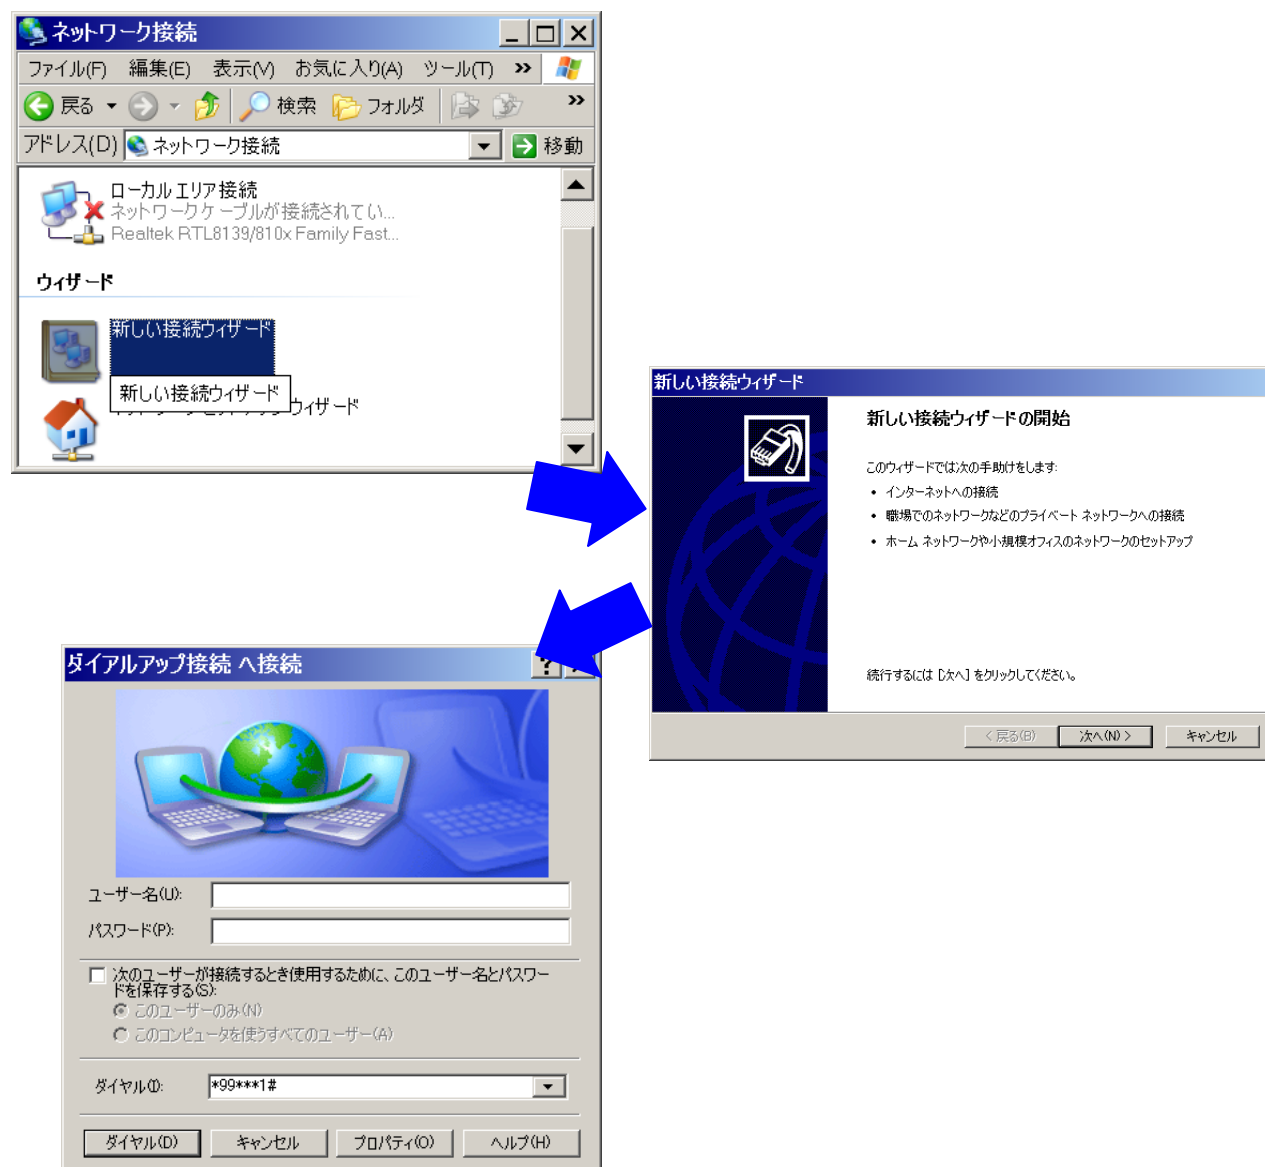 ネットワーク接続
ファイル(F) 編集(E) 表示(V) お気に入り(A) ツール(T) »
戻る 検索 フォルダ »
アドレス(D) ネットワーク接続 移動
ローカル エリア接続
ネットワーク ケーブルが接続されてい...
Realtek RTL8139/810x Family Fast...
ウィザード
新しい接続ウィザード
新しい接続ウィザード
ウィザード
新しい接続ウィザード
新しい接続ウィザードの開始
このウィザードでは次の手助けをします:
• インターネットへの接続
• 職場でのネットワークなどのプライベート ネットワークへの接続
• ホーム ネットワークや小規模オフィスのネットワークのセットアップ
続行するには [次へ] をクリックしてください。
< 戻る(B) 次へ(N) > キャンセル
ダイアルアップ接続 へ接続
ユーザー名(U):
パスワード(P):
次のユーザーが接続するとき使用するために、このユーザー名とパスワー
ドを保存する(S):
このユーザーのみ(N)
このコンピュータを使うすべてのユーザー(A)
ダイヤル(I): *99***1#
ダイヤル(D) キャンセル プロパティ(O) ヘルプ(H)